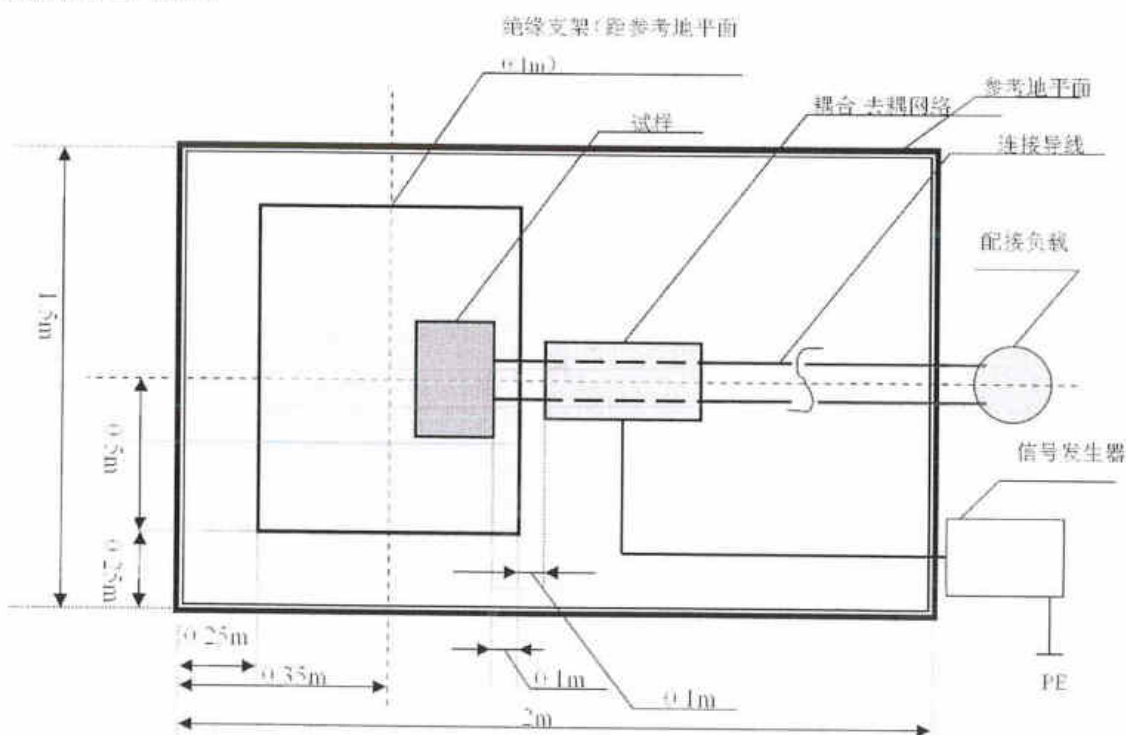 绝缘支架(距参考地平面
0.1m)
参考地平面
耦合 去耦网络
试样
连接导线
配接负载
1.5m
0.5m
信号发生器
0.25m
0.25m
0.35m
0.1m
0.1m
PE
2m